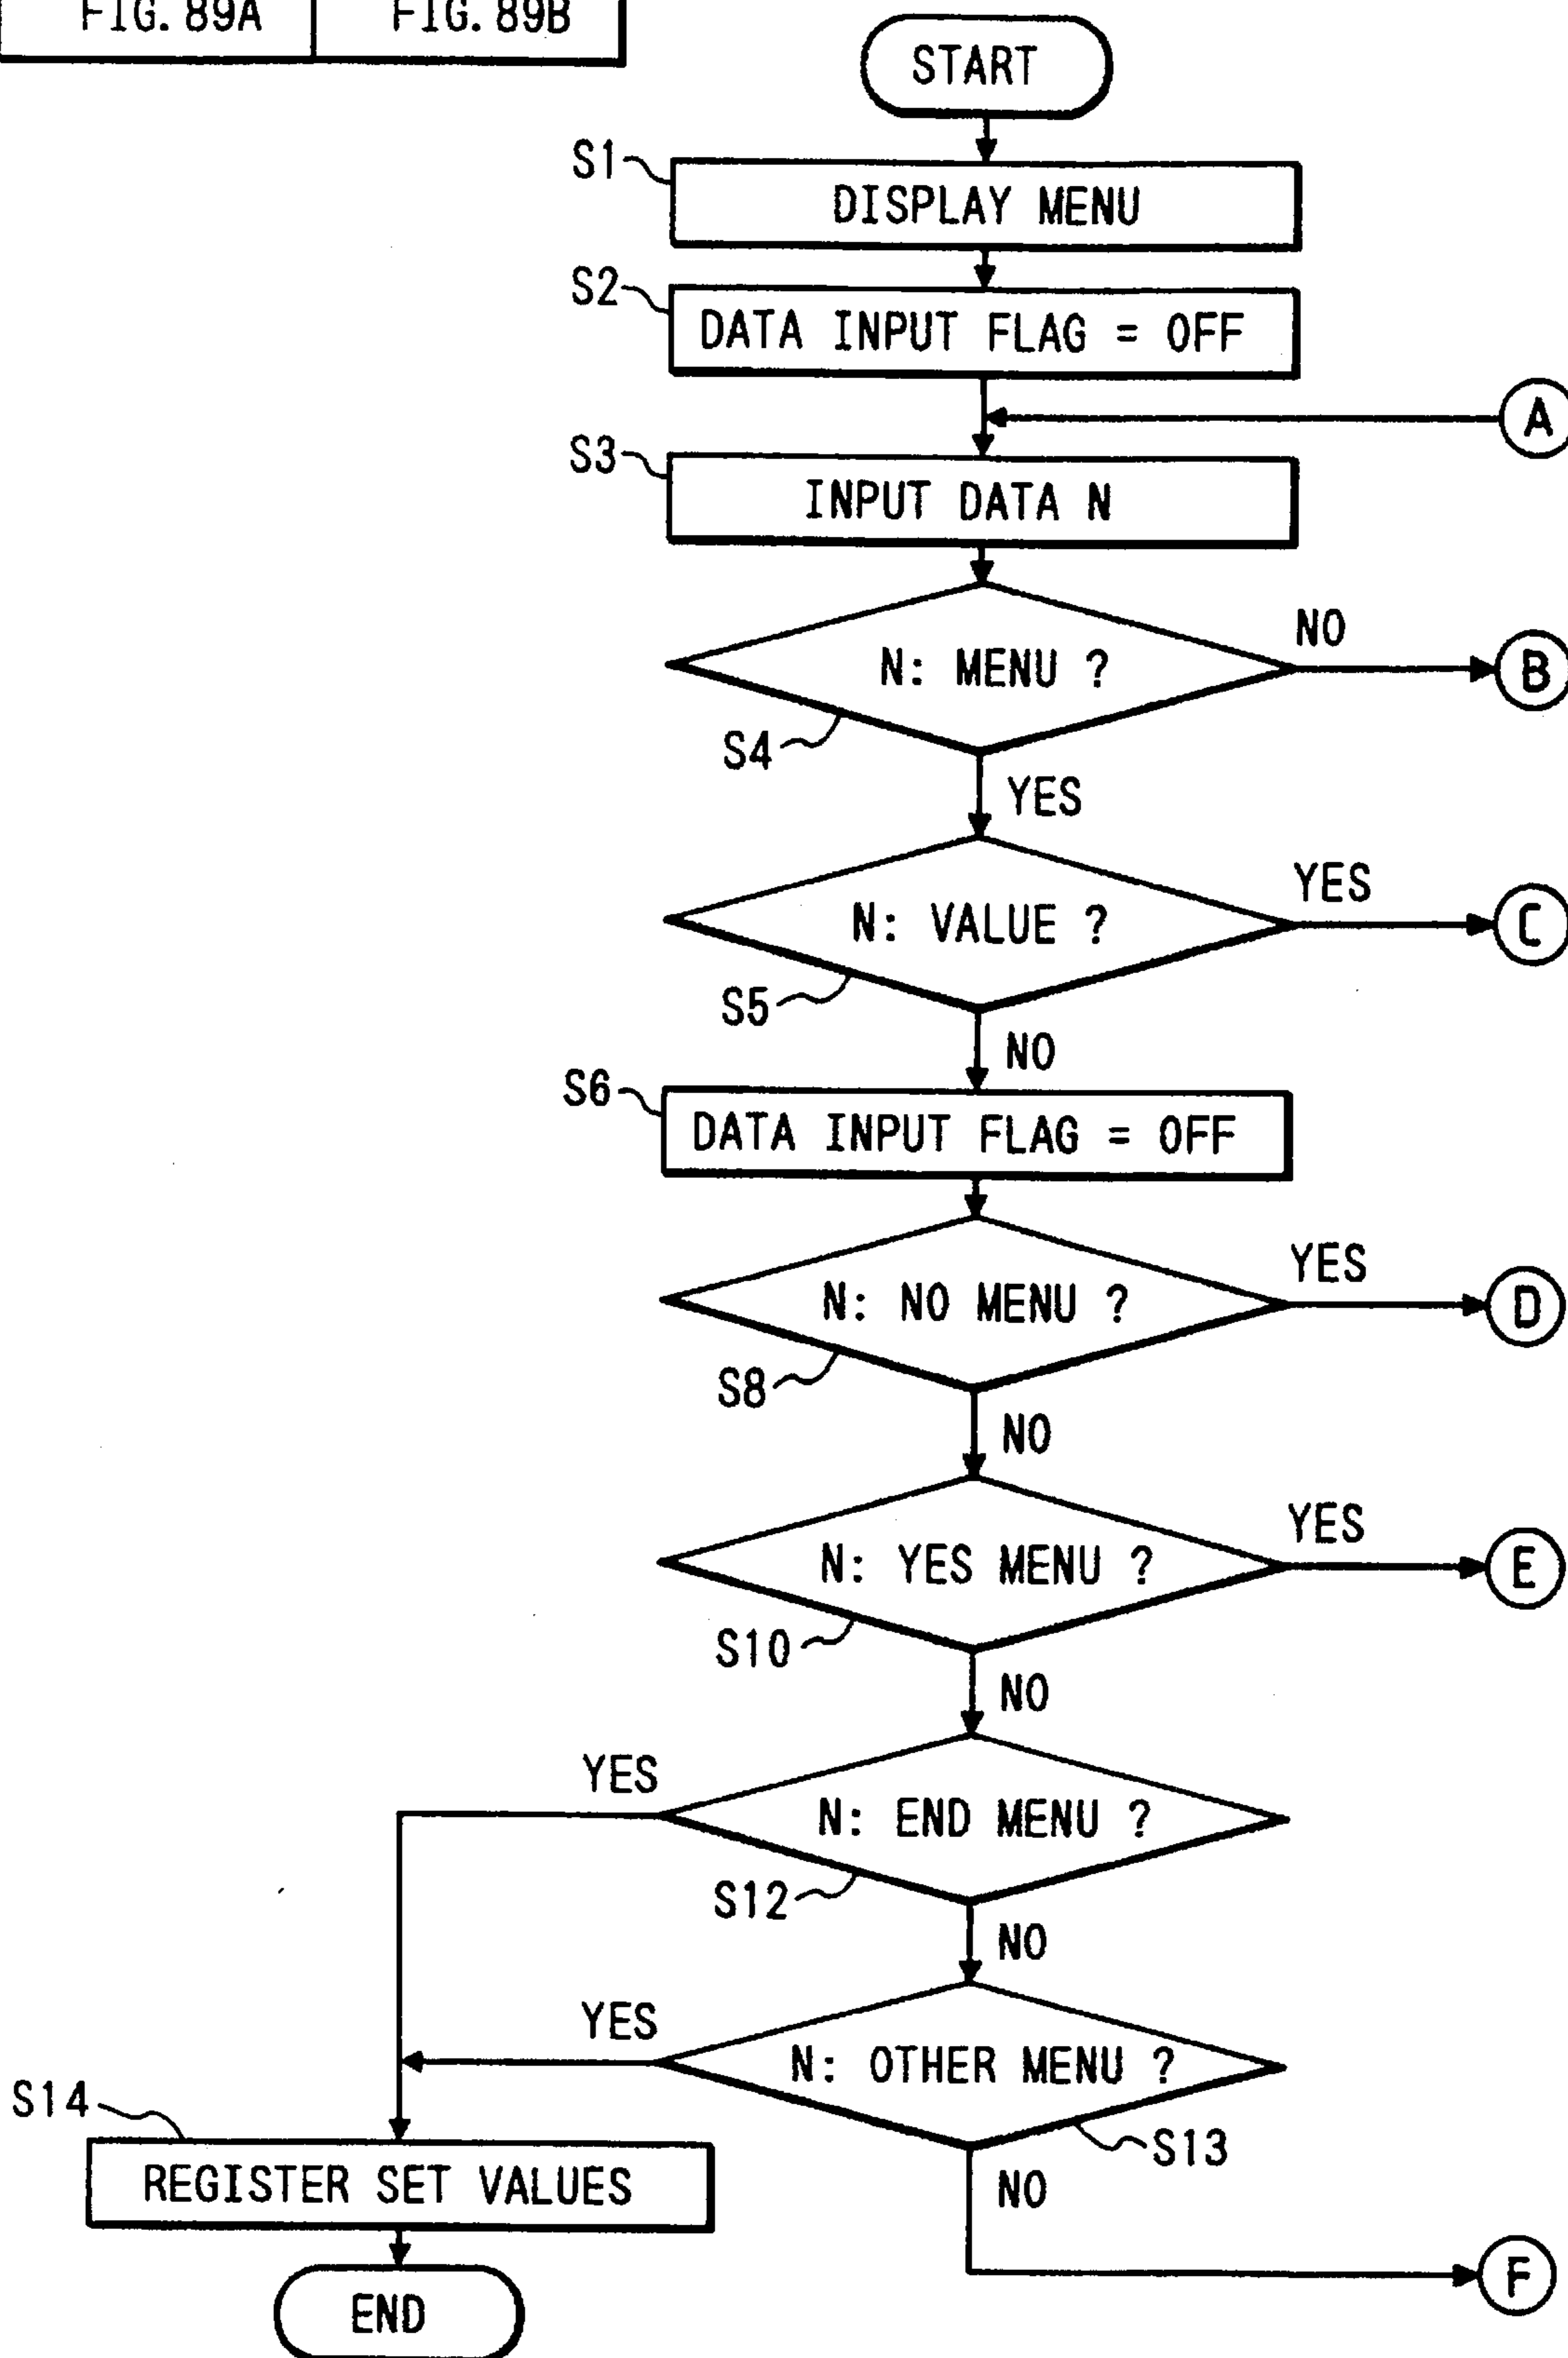 FIG. 89A FIG. 89B
START
S1
DISPLAY MENU
S2
DATA INPUT FLAG = OFF
A
S3
INPUT DATA N
NO
N: MENU ?
B
S4
YES
YES
N: VALUE ?
C
S5
NO
S6
DATA INPUT FLAG = OFF
YES
N: NO MENU ?
D
S8
NO
YES
N: YES MENU ?
E
S10
NO
YES
N: END MENU ?
S12
NO
YES
N: OTHER MENU ?
S14
S13
REGISTER SET VALUES
NO
F
END